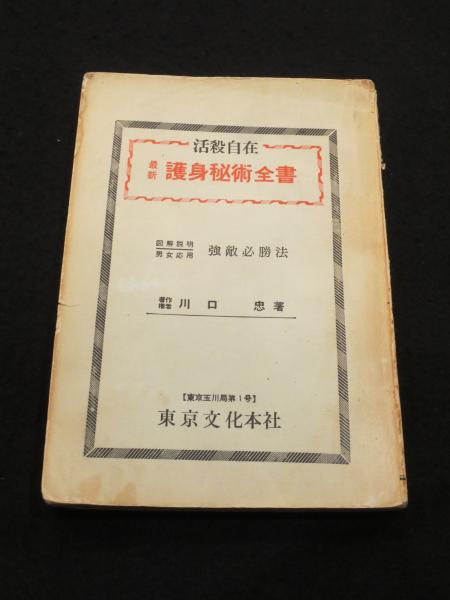 活殺自在
最新 護身秘術全書
図解説明
男女応用 強敵必勝法
著作権者 川口 忠著
【東京玉川局第1号】
東京文化本社